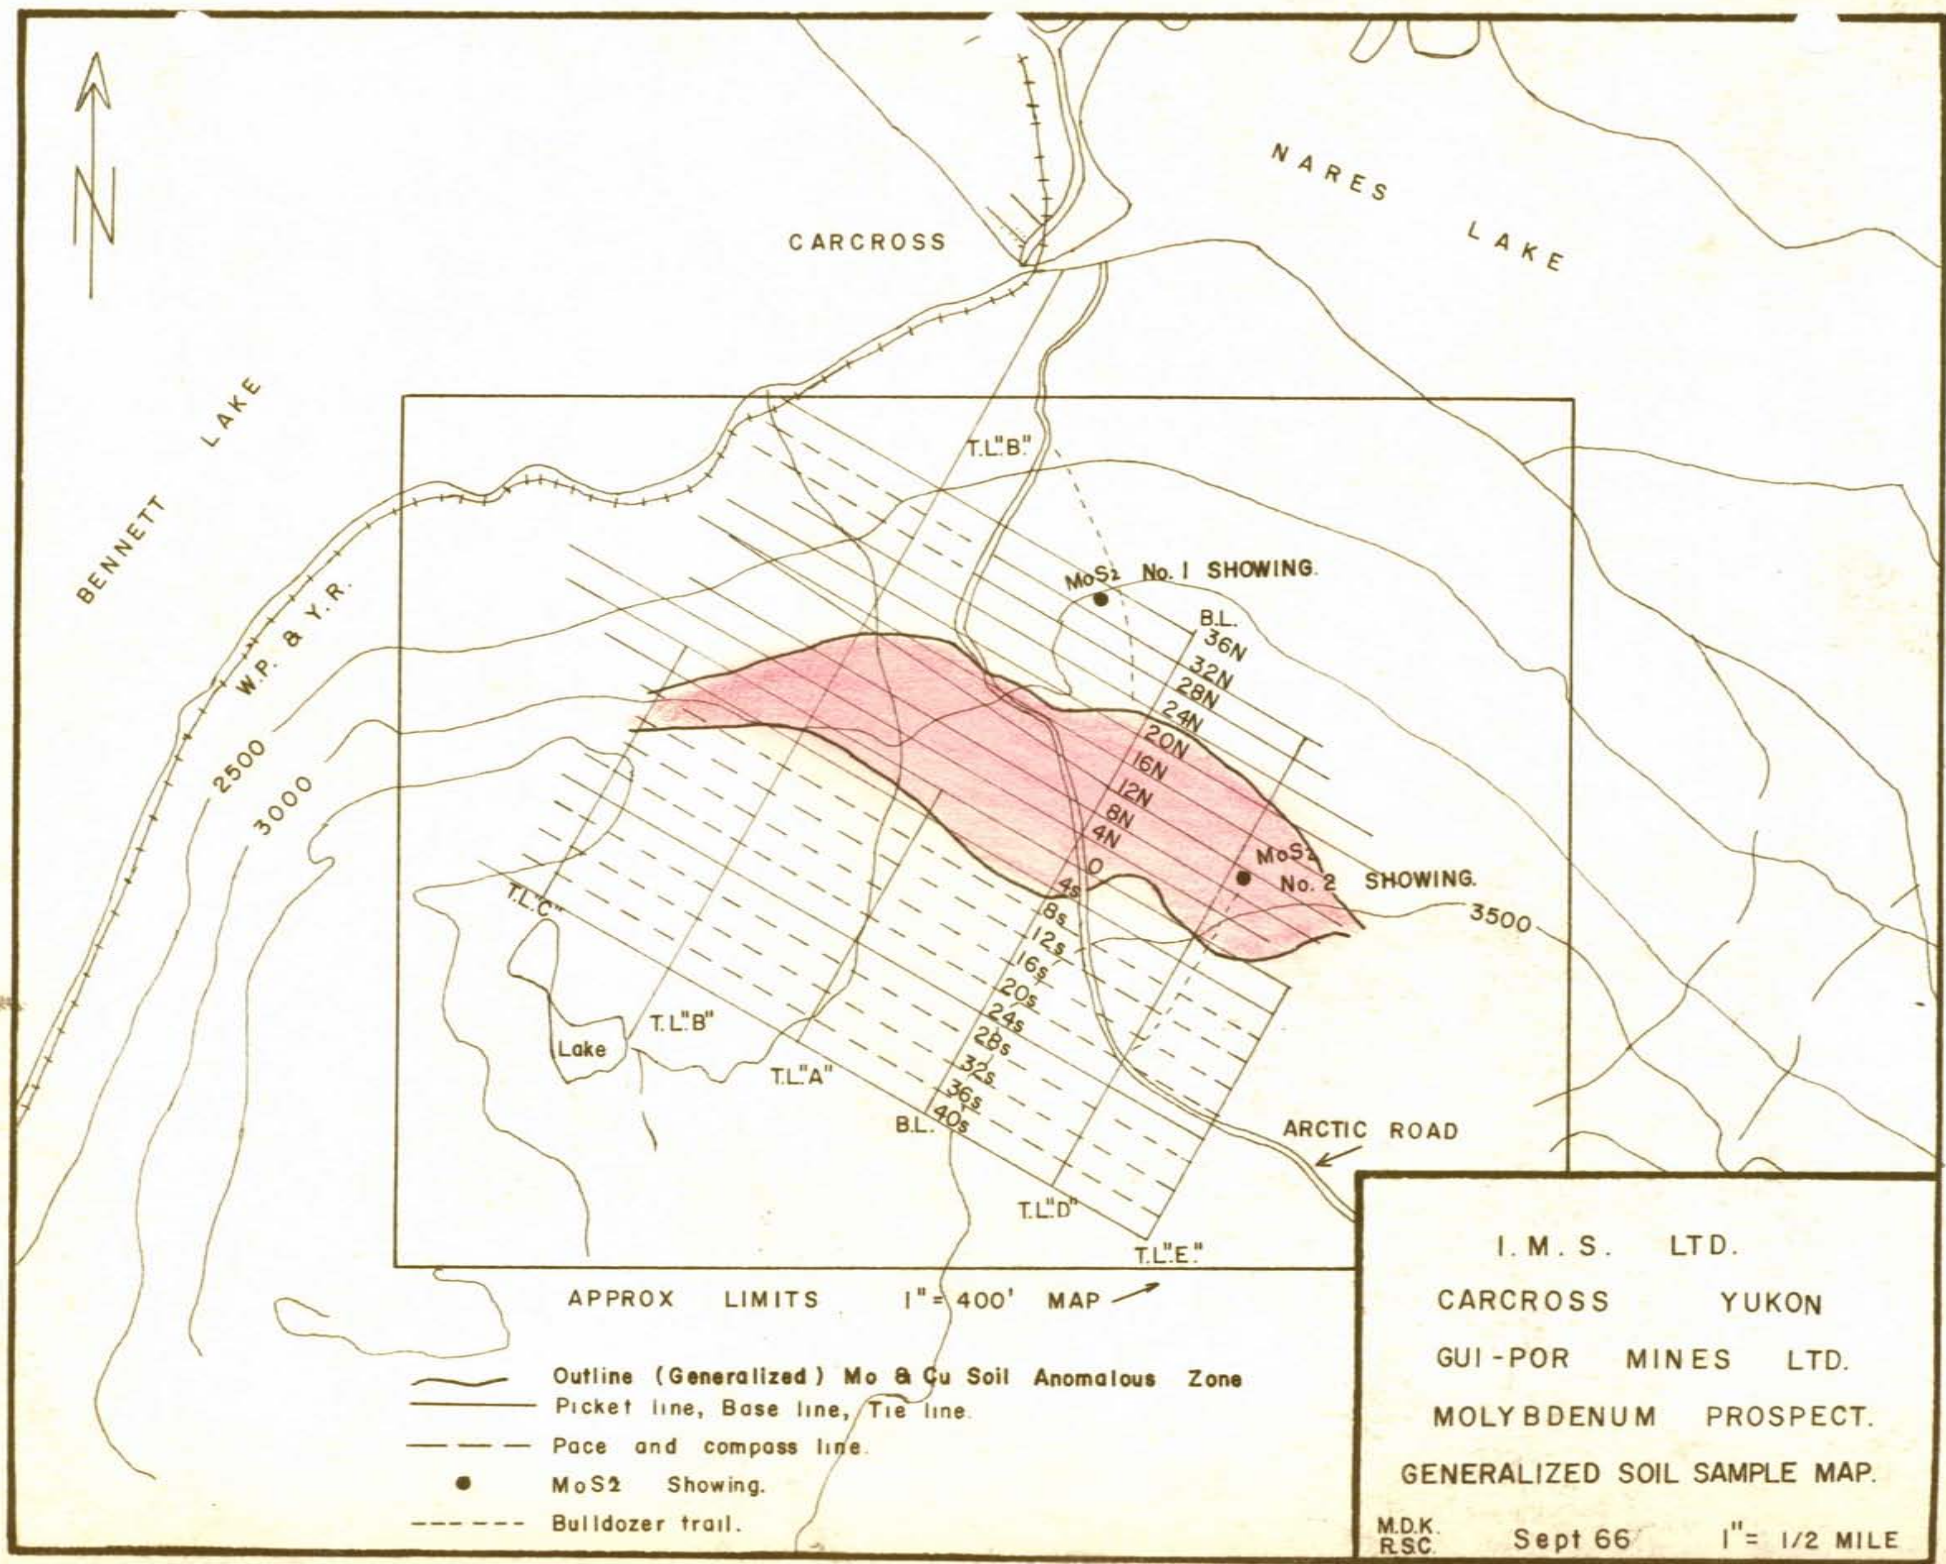 N
NARES LAKE
CARCROSS
BENNETT LAKE
W.P. & Y.R.
T.L."B"
MoS2 No. 1 SHOWING.
B.L.
36N
32N
28N
24N
20N
16N
12N
8N
4N
0
4s
8s
12s
16s
20s
24s
28s
32s
36s
40s
B.L.
MoS2
No. 2 SHOWING.
2500
3000
3500
T.L."C"
Lake
T.L."B"
T.L."A"
T.L."D"
T.L."E"
ARCTIC ROAD
APPROX LIMITS 1"= 400' MAP
Outline (Generalized) Mo & Cu Soil Anomalous Zone
Picket line, Base line, Tie line.
Pace and compass line.
MoS2 Showing.
Bulldozer trail.
I.M.S. LTD.
CARCROSS YUKON
GUI-POR MINES LTD.
MOLYBDENUM PROSPECT.
GENERALIZED SOIL SAMPLE MAP.
M.D.K.
R.S.C.
Sept 66 1"= 1/2 MILE